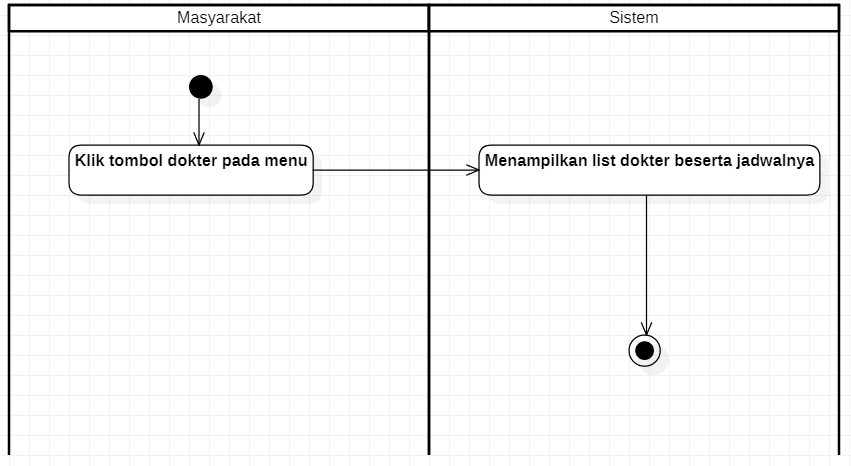 Masyarakat
Sistem
Klik tombol dokter pada menu
Menampilkan list dokter beserta jadwalnya